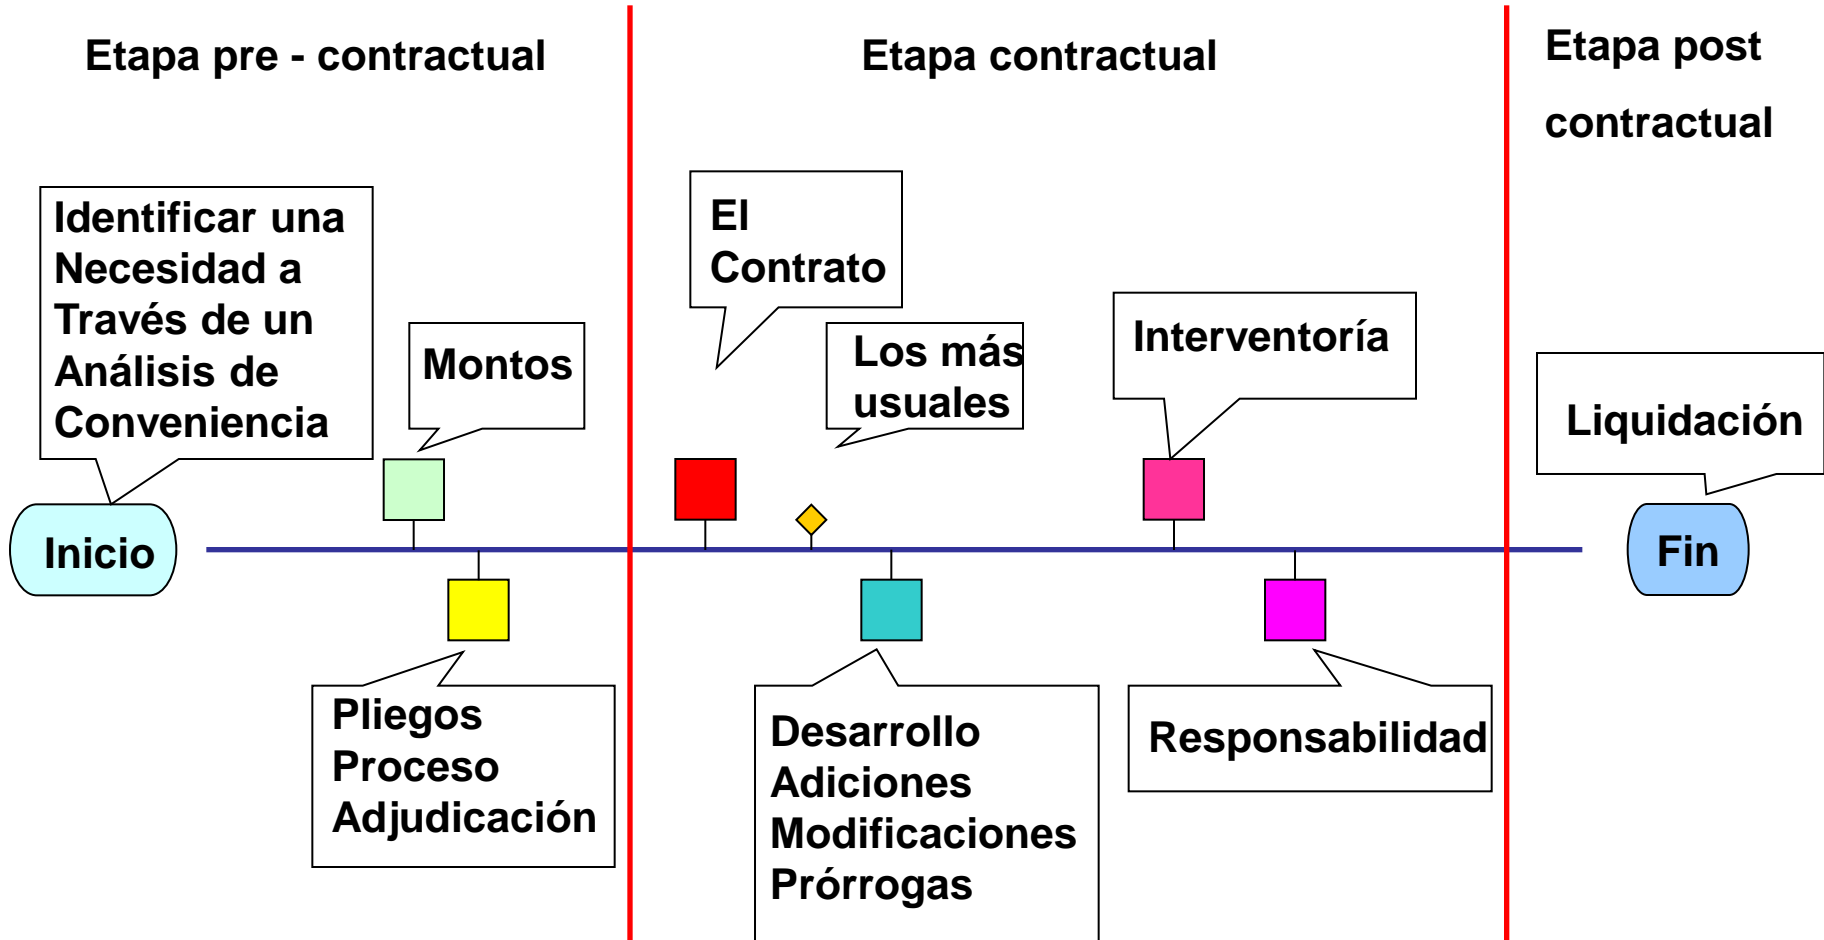 Etapa pre - contractual
Etapa contractual
Etapa post
contractual
Identificar una
Necesidad a
Través de un
Análisis de
Conveniencia
Montos
El
Contrato
Los más
usuales
Interventoría
Liquidación
Inicio
Fin
Pliegos
Proceso
Adjudicación
Desarrollo
Adiciones
Modificaciones
Prórrogas
Responsabilidad